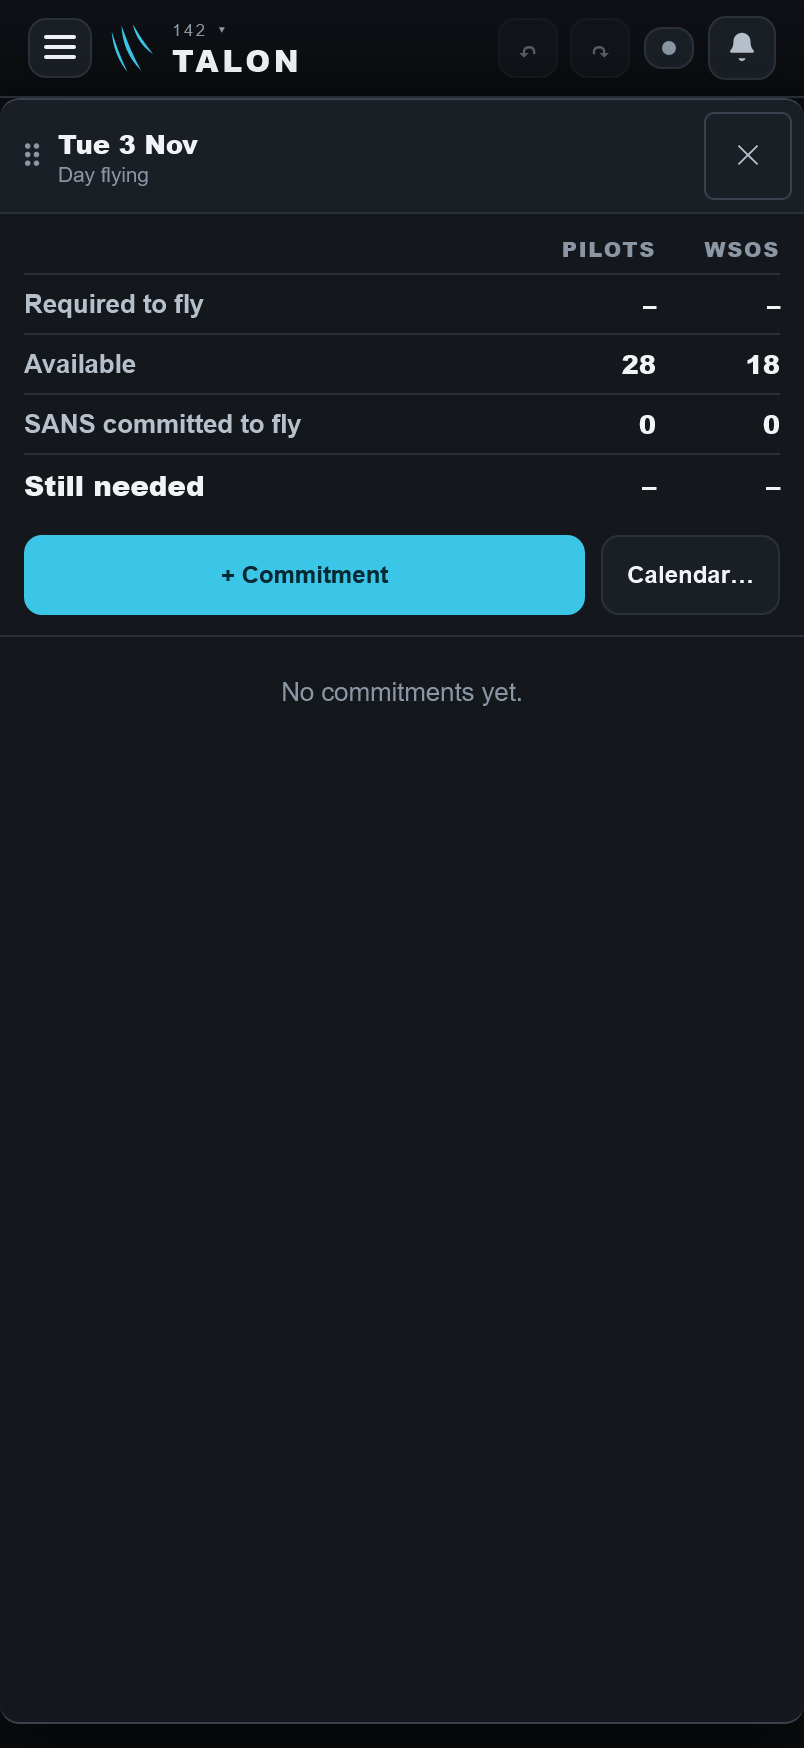 142 ▾
TALON
Tue 3 Nov
Day flying
PILOTS WSOS
Required to fly – –
Available 28 18
SANS committed to fly 0 0
Still needed – –
+ Commitment Calendar…
No commitments yet.